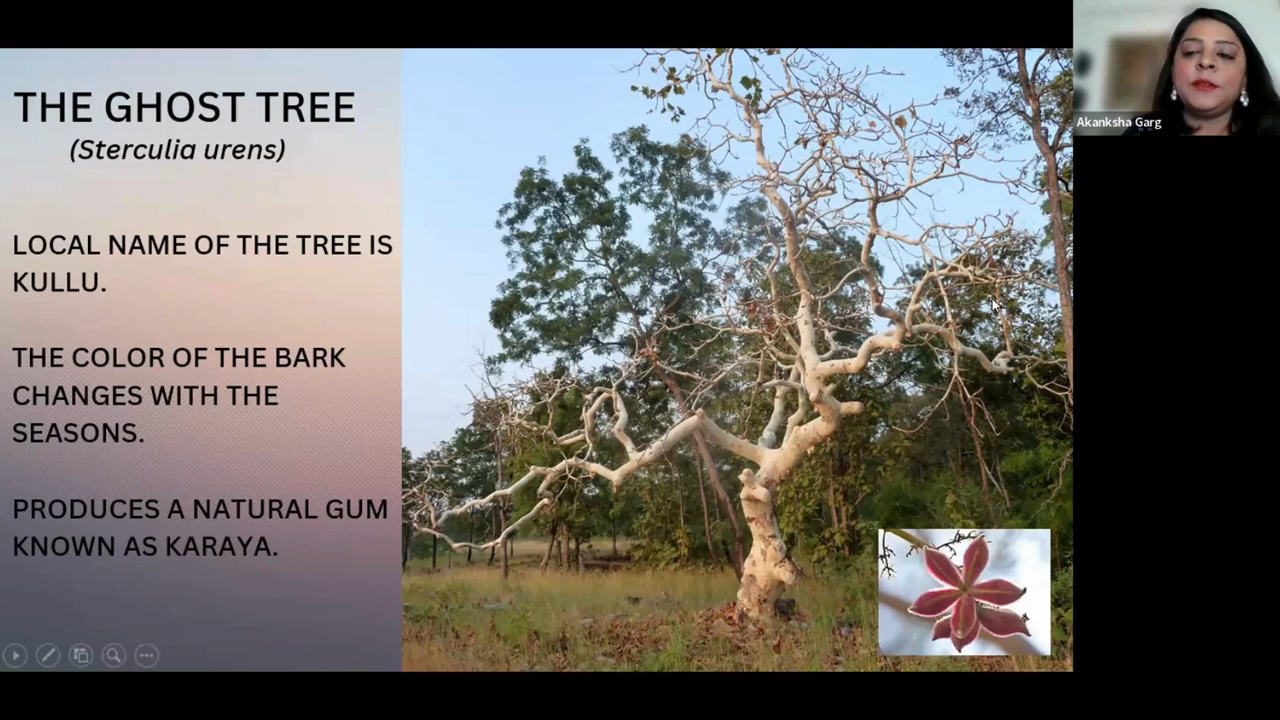 THE GHOST TREE
(Sterculia urens)
LOCAL NAME OF THE TREE IS
KULLU.
THE COLOR OF THE BARK
CHANGES WITH THE
SEASONS.
PRODUCES A NATURAL GUM
KNOWN AS KARAYA.
Akanksha Garg